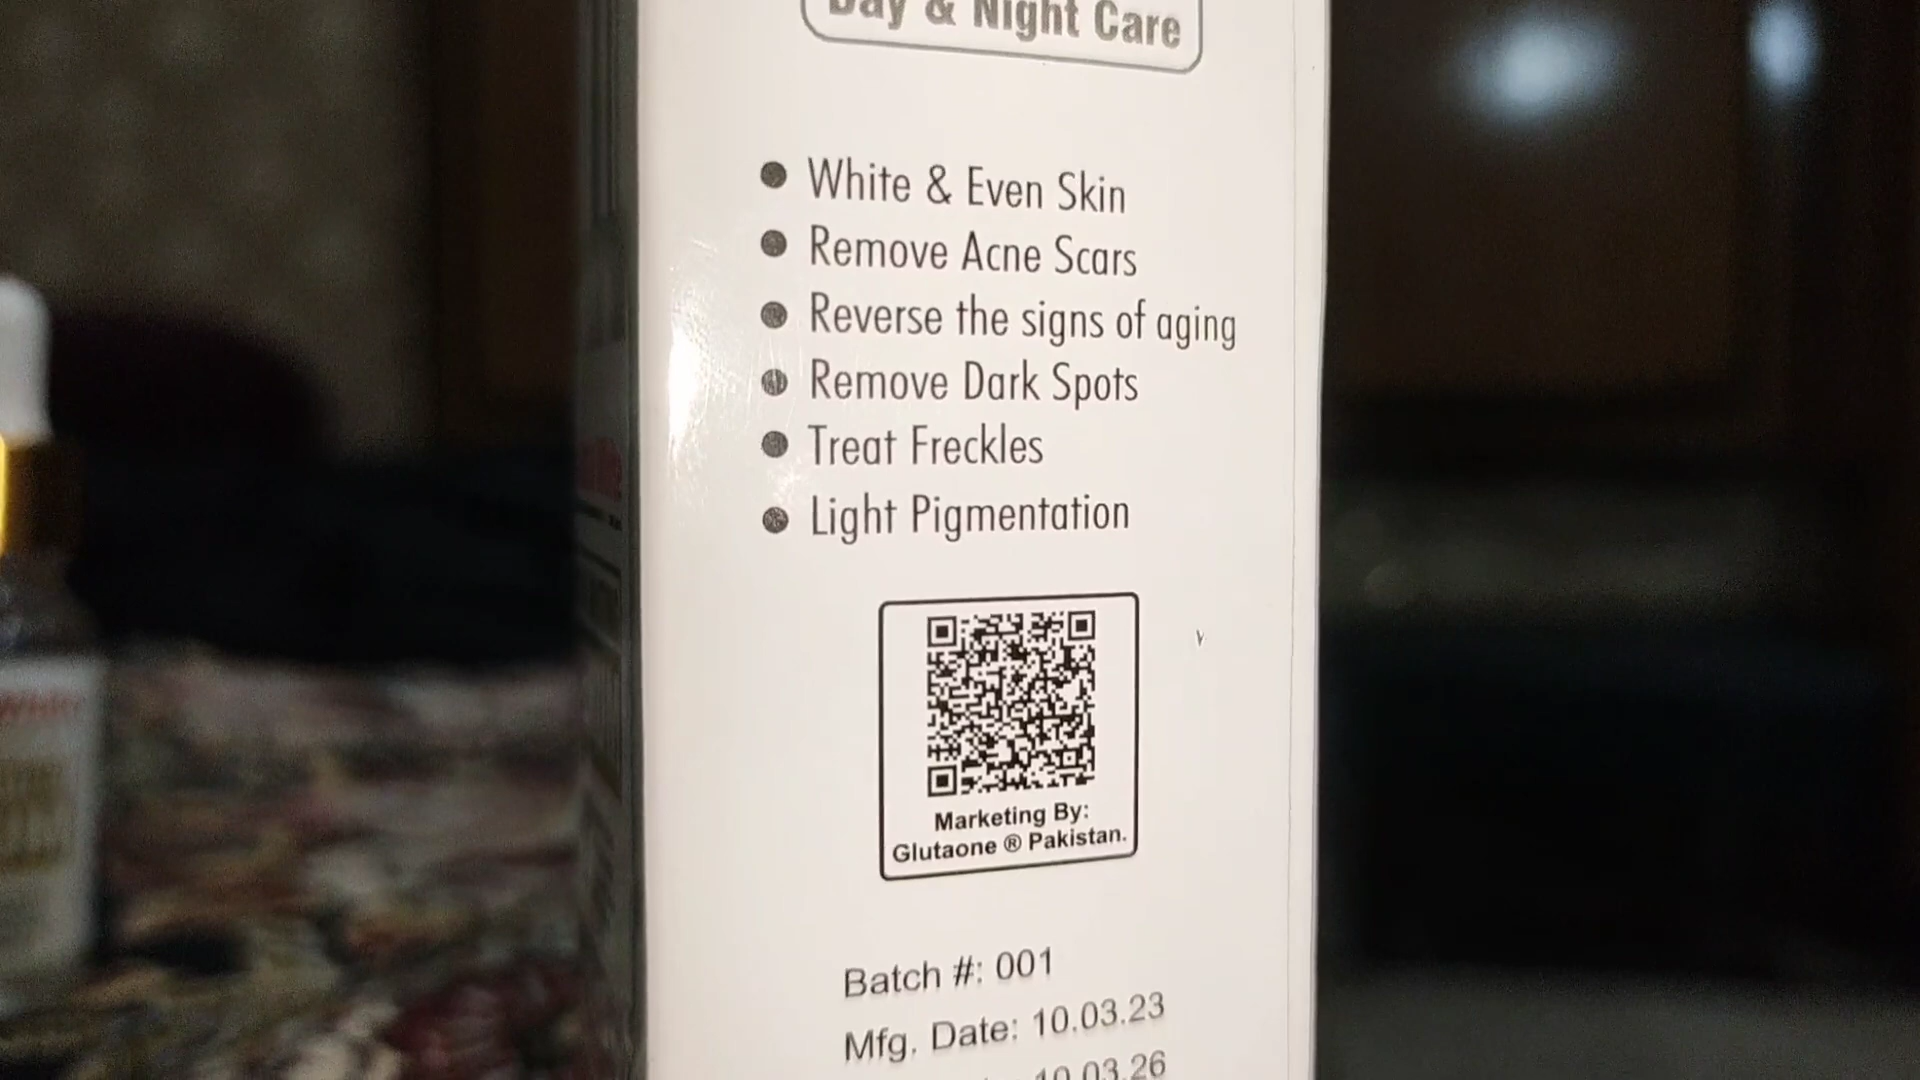 Day & Night Care
White & Even Skin
Remove Acne Scars
Reverse the signs of aging
Remove Dark Spots
Treat Freckles
Light Pigmentation
Marketing By:
Glutaone ® Pakistan.
Batch #: 001
Mfg. Date: 10.03.23
10.03.26